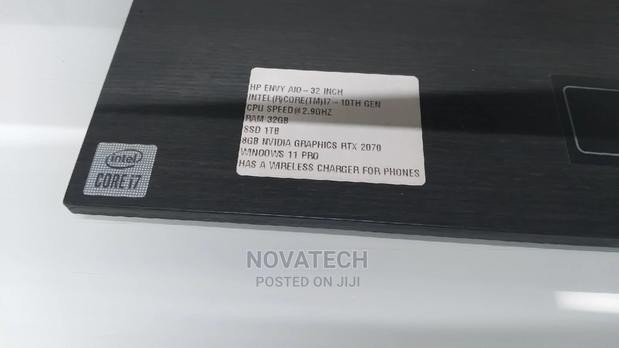 HP ENVY AIO - 32 INCH
INTEL(R)CORE(TM)I7 - 10TH GEN
CPU SPEED@2.90HZ
RAM 32GB
SSD 1TB
8GB NVIDIA GRAPHICS RTX 2070
WINDOWS 11 PRO
HAS A WIRELESS CHARGER FOR PHONES
intel
CORE i7
NOVATECH
POSTED ON JIJI